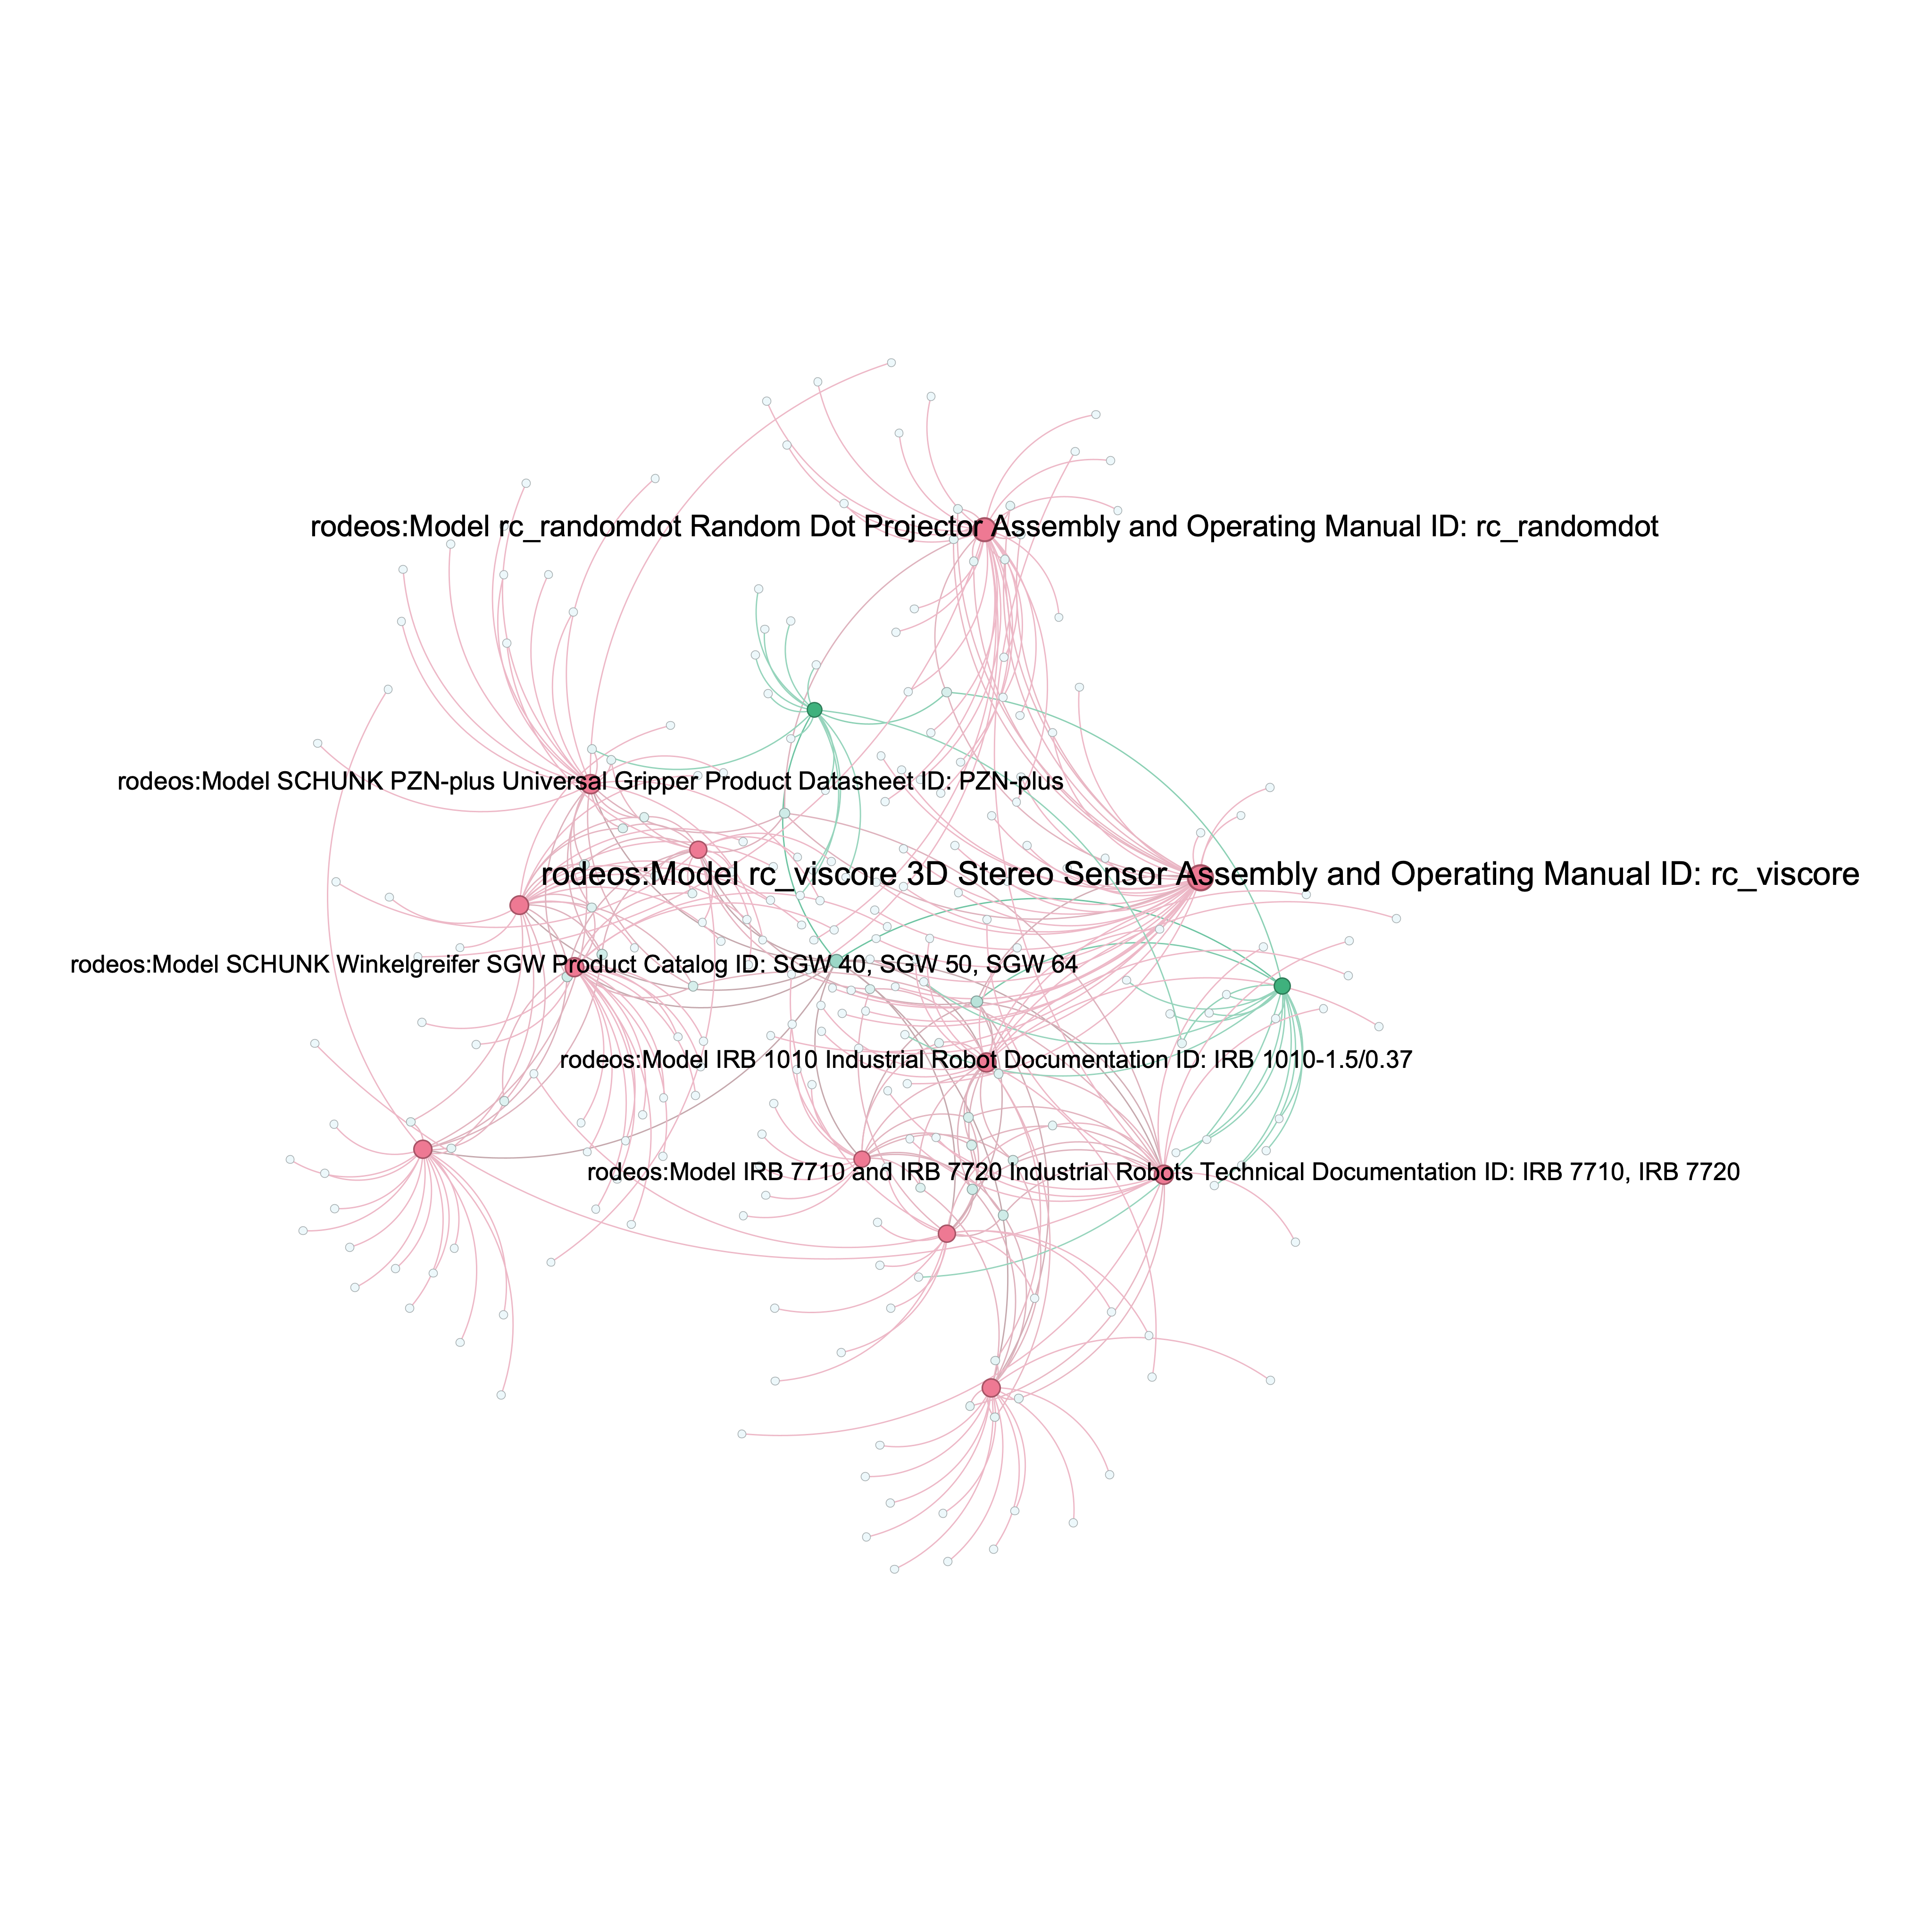 rodeos:Model rc_randomdot Random Dot Projector Assembly and Operating Manual ID: rc_randomdot
rodeos:Model SCHUNK PZN-plus Universal Gripper Product Datasheet ID: PZN-plus
rodeos:Model rc_viscore 3D Stereo Sensor Assembly and Operating Manual ID: rc_viscore
rodeos:Model SCHUNK Winkelgreifer SGW Product Catalog ID: SGW 40, SGW 50, SGW 64
rodeos:Model IRB 1010 Industrial Robot Documentation ID: IRB 1010-1.5/0.37
rodeos:Model IRB 7710 and IRB 7720 Industrial Robots Technical Documentation ID: IRB 7710, IRB 7720